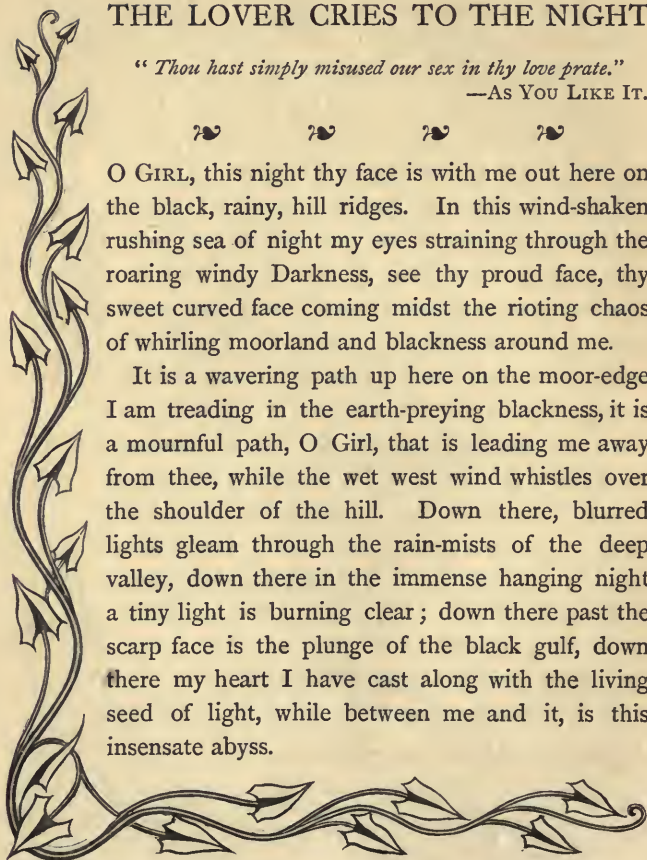 THE LOVER CRIES TO THE NIGHT
“ Thou hast simply misused our sex in thy love prate.”
—AS YOU LIKE IT.
O GIRL, this night thy face is with me out here on
the black, rainy, hill ridges. In this wind-shaken
rushing sea of night my eyes straining through the
roaring windy Darkness, see thy proud face, thy
sweet curved face coming midst the rioting chaos
of whirling moorland and blackness around me.
It is a wavering path up here on the moor-edge
I am treading in the earth-preying blackness, it is
a mournful path, O Girl, that is leading me away
from thee, while the wet west wind whistles over
the shoulder of the hill. Down there, blurred
lights gleam through the rain-mists of the deep
valley, down there in the immense hanging night
a tiny light is burning clear; down there past the
scarp face is the plunge of the black gulf, down
there my heart I have cast along with the living
seed of light, while between me and it, is this
insensate abyss.